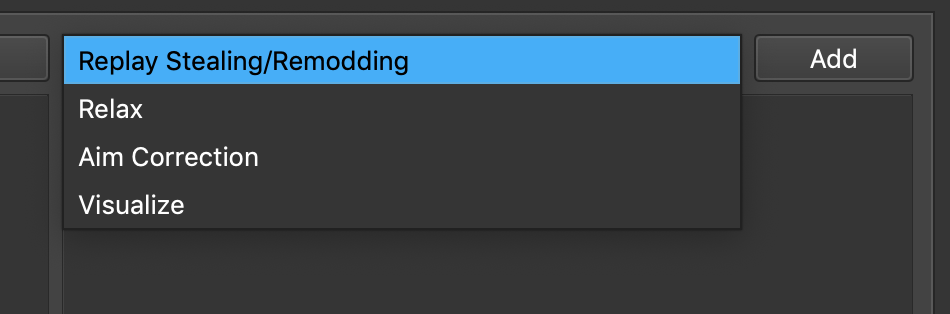 Replay Stealing/Remodding
Add
Relax
Aim Correction
Visualize